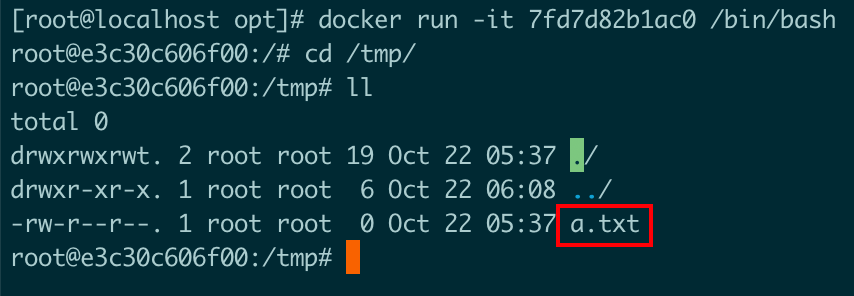 [root@localhost opt]# docker run -it 7fd7d82b1ac0 /bin/bash
root@e3c30c606f00:/# cd /tmp/
root@e3c30c606f00:/tmp# ll
total 0
drwxrwxrwt. 2 root root 19 Oct 22 05:37 ./
drwxr-xr-x. 1 root root  6 Oct 22 06:08 ../
-rw-r--r--. 1 root root  0 Oct 22 05:37 a.txt
root@e3c30c606f00:/tmp#